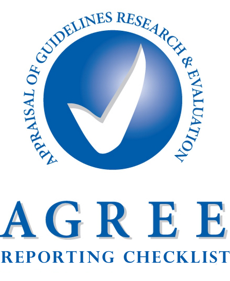 APPRAISAL OF GUIDELINES RESEARCH & EVALUATION
AGREE
REPORTING CHECKLIST